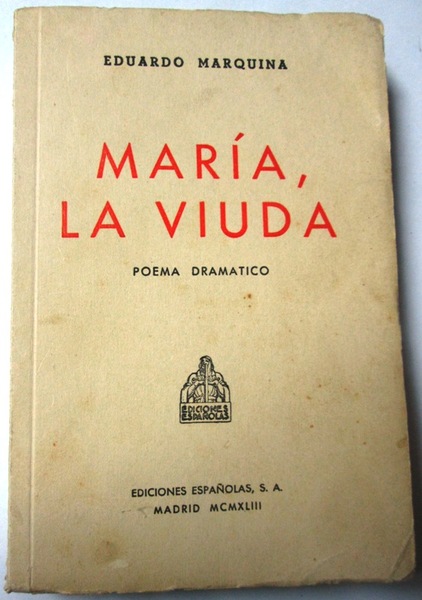 EDUARDO MARQUINA
MARÍA,
LA VIUDA
POEMA DRAMATICO
EDICIONES
ESPAÑOLAS
EDICIONES ESPAÑOLAS, S. A.
MADRID MCMXLIII